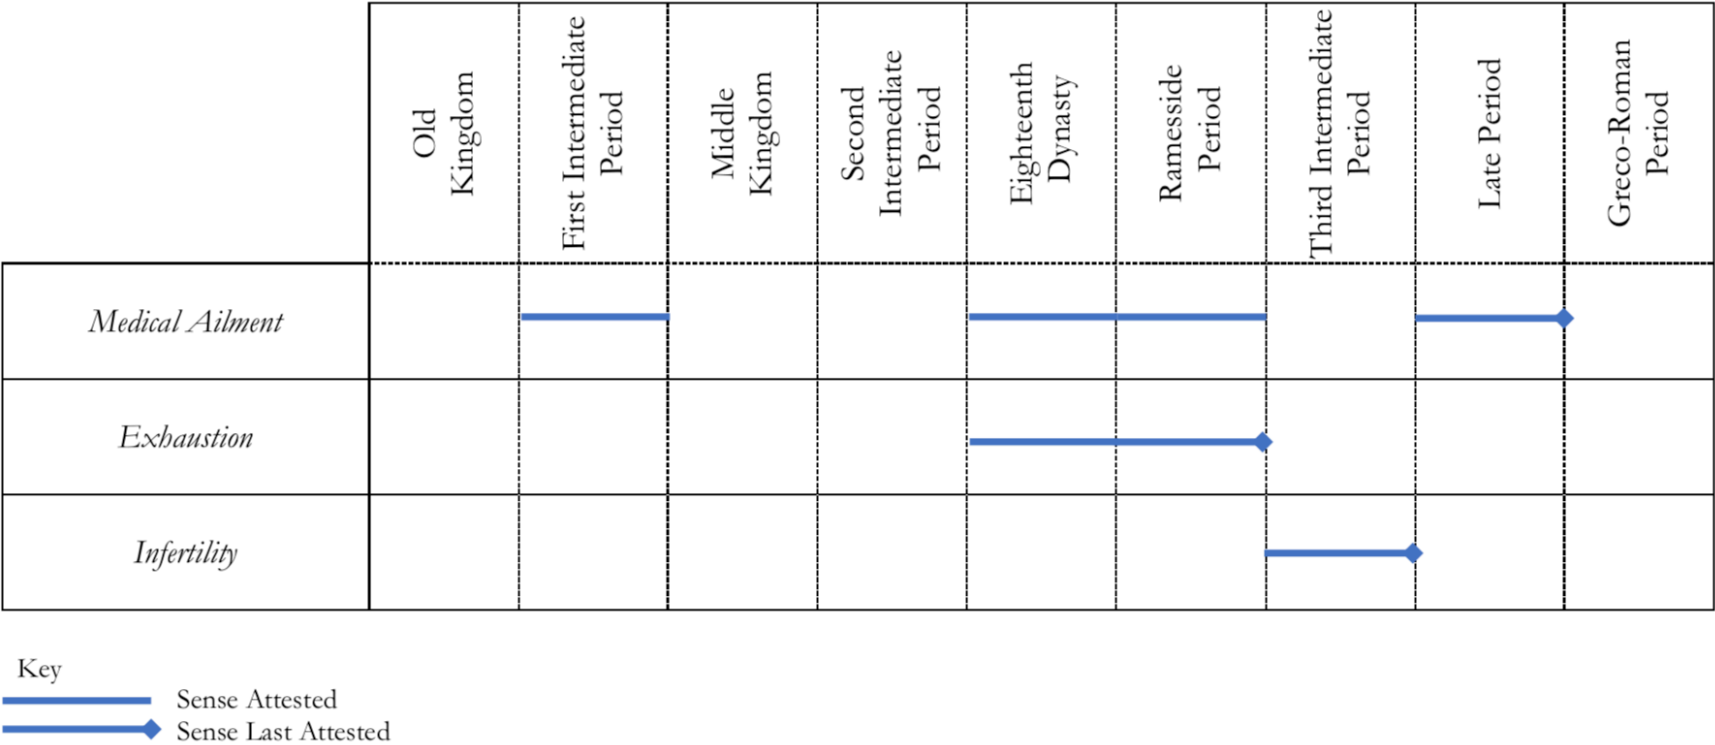 Old
Kingdom
First Intermediate
Period
Middle
Kingdom
Second
Intermediate
Period
Eighteenth
Dynasty
Ramesside
Period
Third Intermediate
Period
Late Period
Greco-Roman
Period
Medical Ailment
Exhaustion
Infertility
Key
Sense Attested
Sense Last Attested